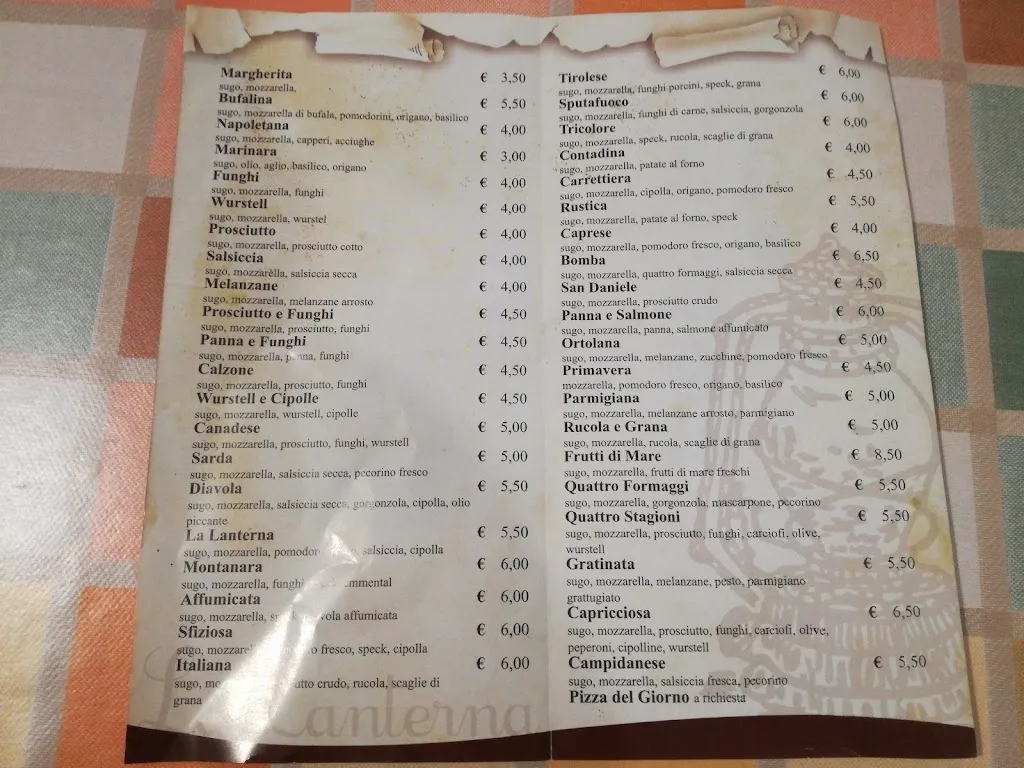 Margherita € 3,50
sugo, mozzarella,
Bufalina € 5,50
sugo, mozzarella di bufala, pomodorini, origano, basilico
Napoletana € 4,00
sugo, mozzarella, capperi, acciughe
Marinara € 3,00
sugo, olio, aglio, basilico, origano
Funghi € 4,00
sugo, mozzarella, funghi
Wurstell € 4,00
sugo, mozzarella, wurstel
Prosciutto € 4,00
sugo, mozzarella, prosciutto cotto
Salsiccia € 4,00
sugo, mozzarella, salsiccia secca
Melanzane € 4,00
sugo, mozzarella, melanzane arrosto
Prosciutto e Funghi € 4,50
sugo, mozzarella, prosciutto, funghi
Panna e Funghi € 4,50
sugo, mozzarella, panna, funghi
Calzone € 4,50
sugo, mozzarella, prosciutto, funghi
Wurstell e Cipolle € 4,50
sugo, mozzarella, wurstell, cipolle
Canadese € 5,00
sugo, mozzarella, prosciutto, funghi, wurstell
Sarda € 5,00
sugo, mozzarella, salsiccia secca, pecorino fresco
Diavola € 5,50
sugo, mozzarella, salsiccia secca, gorgonzola, cipolla, olio
piccante
La Lanterna € 5,50
sugo, mozzarella, salsiccia, cipolla
Montanara € 6,00
sugo, mozzarella, emmental
Affumicata € 6,00
sugo, mozzarella, affumicata
Sfiziosa € 6,00
sugo, fresco, speck, cipolla
Italiana € 6,00
sugo, crudo, rucola, scaglie di
grana
La Lanterna
Tirolese € 6,00
sugo, mozzarella, funghi porcini, speck, grana
Sputafuoco € 6,00
sugo, mozzarella, funghi di carne, salsiccia, gorgonzola
Tricolore € 6,00
sugo, mozzarella, speck, rucola, scaglie di grana
Contadina € 4,00
sugo, mozzarella, patate al forno
Carrettiera € 4,50
sugo, mozzarella, cipolla, origano, pomodoro fresco
Rustica € 5,50
sugo, mozzarella, patate al forno, speck
Caprese € 4,00
sugo, mozzarella, pomodoro fresco, origano, basilico
Bomba € 6,50
sugo, mozzarella, quattro formaggi, salsiccia secca
San Daniele € 4,50
sugo, mozzarella, prosciutto crudo
Panna e Salmone € 6,00
sugo, mozzarella, panna, salmone affumicato
Ortolana € 5,00
sugo, mozzarella, melanzane, zucchine, pomodoro fresco
Primavera € 4,50
mozzarella, pomodoro fresco, origano, basilico
Parmigiana € 5,00
sugo, mozzarella, melanzane arrosto, parmigiano
Rucola e Grana € 5,00
sugo, mozzarella, rucola, scaglie di grana
Frutti di Mare € 8,50
sugo, mozzarella, frutti di mare freschi
Quattro Formaggi € 5,50
sugo, mozzarella, gorgonzola, mascarpone, pecorino
Quattro Stagioni € 5,50
sugo, mozzarella, prosciutto, funghi, carciofi, olive,
wurstell
Gratinata € 5,50
sugo, mozzarella, melanzane, pesto, parmigiano
grattugiato
Capricciosa € 6,50
sugo, mozzarella, prosciutto, funghi, carciofi, olive,
peperoni, cipolline, wurstell
Campidanese € 5,50
sugo, mozzarella, salsiccia fresca, pecorino
Pizza del Giorno a richiesta